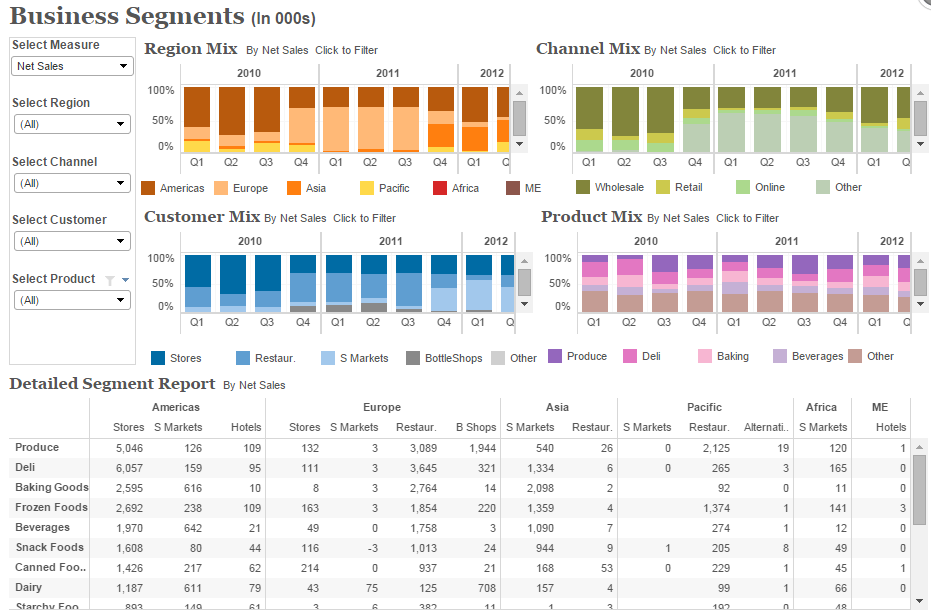 Business Segments (In 000s)
Select Measure
Net Sales
Select Region
(All)
Select Channel
(All)
Select Customer
(All)
Select Product
(All)
Region Mix By Net Sales Click to Filter
2010 2011 2012
100%
50%
0%
Q1 Q2 Q3 Q4 Q1 Q2 Q3 Q4 Q1 Q
Americas Europe Asia Pacific Africa ME
Channel Mix By Net Sales Click to Filter
2010 2011 2012
100%
50%
0%
Q1 Q2 Q3 Q4 Q1 Q2 Q3 Q4 Q1 Q
Wholesale Retail Online Other
Customer Mix By Net Sales Click to Filter
2010 2011 2012
100%
50%
0%
Q1 Q2 Q3 Q4 Q1 Q2 Q3 Q4 Q1 Q
Stores Restaur. S Markets BottleShops Other
Product Mix By Net Sales Click to Filter
2010 2011 2012
100%
50%
0%
Q1 Q2 Q3 Q4 Q1 Q2 Q3 Q4 Q1 Q
Produce Deli Baking Beverages Other
Detailed Segment Report By Net Sales
Americas Europe Asia Pacific Africa ME
Stores S Markets Hotels Stores S Markets Restaur. B Shops S Markets Restaur. S Markets Restaur. Alternati.. S Markets Hotels
Produce 5,046 126 109 132 3 3,089 1,944 540 26 0 2,125 19 120 1
Deli 6,057 159 95 111 3 3,645 321 1,334 6 0 265 3 165 0
Baking Goods 2,595 616 10 8 3 2,764 14 2,098 2 92 0 11 0
Frozen Foods 2,692 238 109 163 3 1,854 220 1,359 4 1,374 1 141 3
Beverages 1,970 642 21 49 0 1,758 3 1,090 7 274 1 12 0
Snack Foods 1,608 80 44 116 -3 1,013 24 944 9 1 205 8 49 0
Canned Foo.. 1,426 217 62 214 0 937 21 168 53 0 229 1 45 1
Dairy 1,187 611 79 43 75 125 708 157 4 99 1 66 0
Starchy Foo 893 149 61 3 6 382 11 1 3 192 0 48